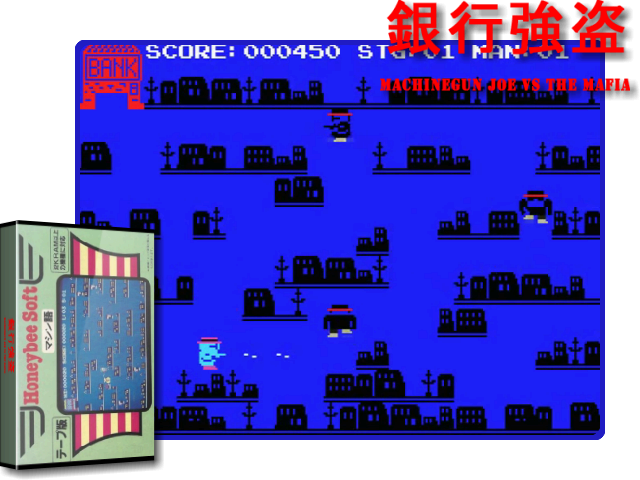 銀行強盗
MACHINEGUN JOE VS THE MAFIA
SCORE:000450 STG:01 MAN:01
BANK
Honeybee Soft
マシン語
テープ版